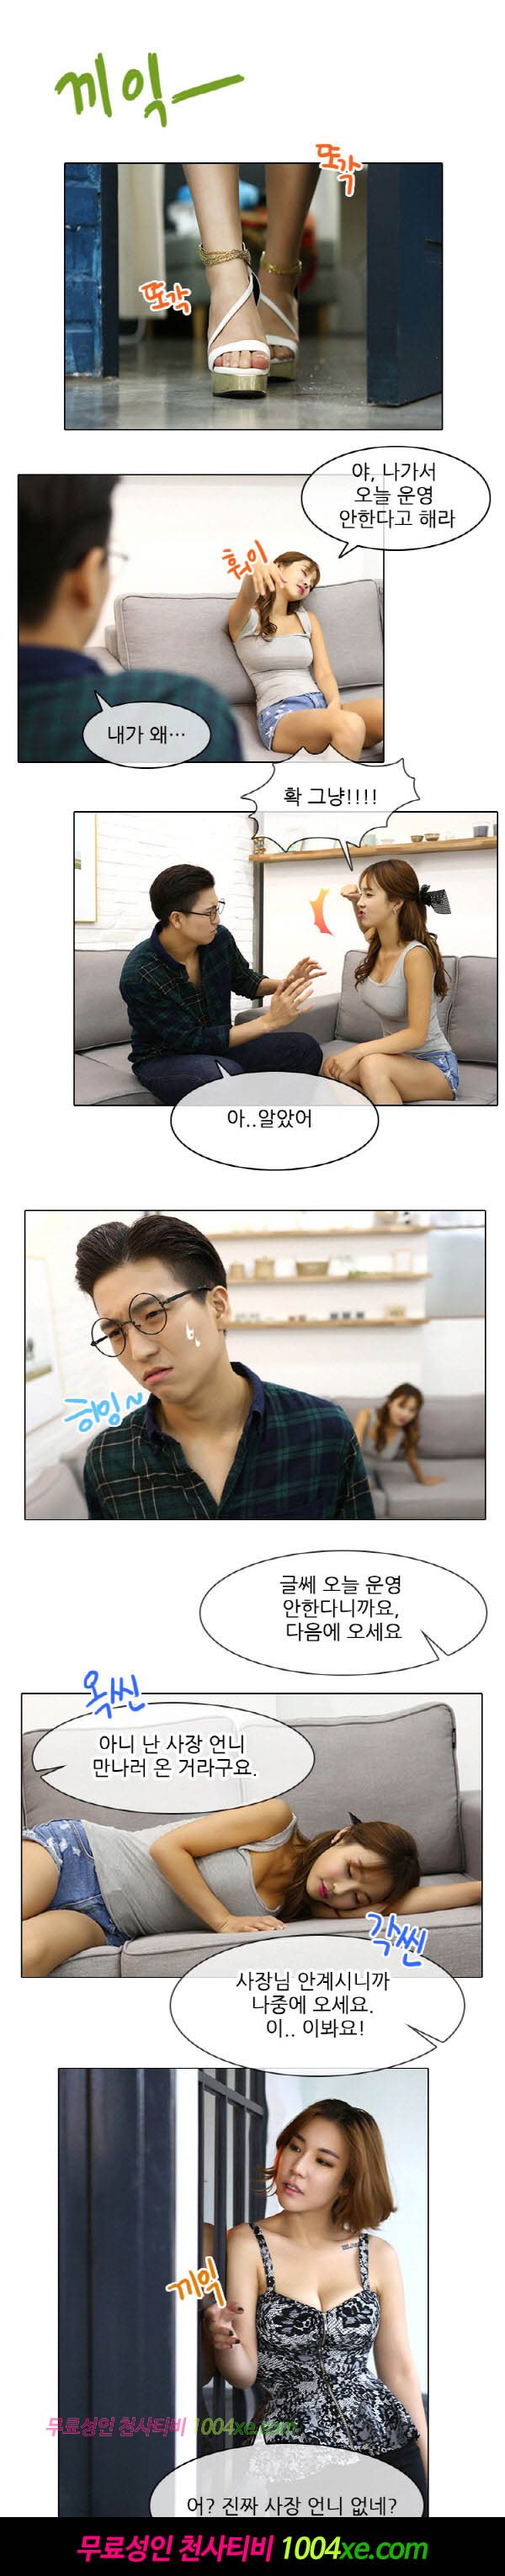 끼익
또각
또각
야, 나가서
오늘 운영
안한다고 해라
훠이
내가 왜…
확 그냥!!!!
아..알았어
히잉~
글쎄 오늘 운영
안한다니까요,
다음에 오세요
옥씬
아니 난 사장 언니
만나러 온 거라구요.
각씬
사장님 안계시니까
나중에 오세요.
이.. 이봐요!
끼익
무료성인 천사티비 1004xe.com
어? 진짜 사장 언니 없네?
무료성인 천사티비 1004xe.com